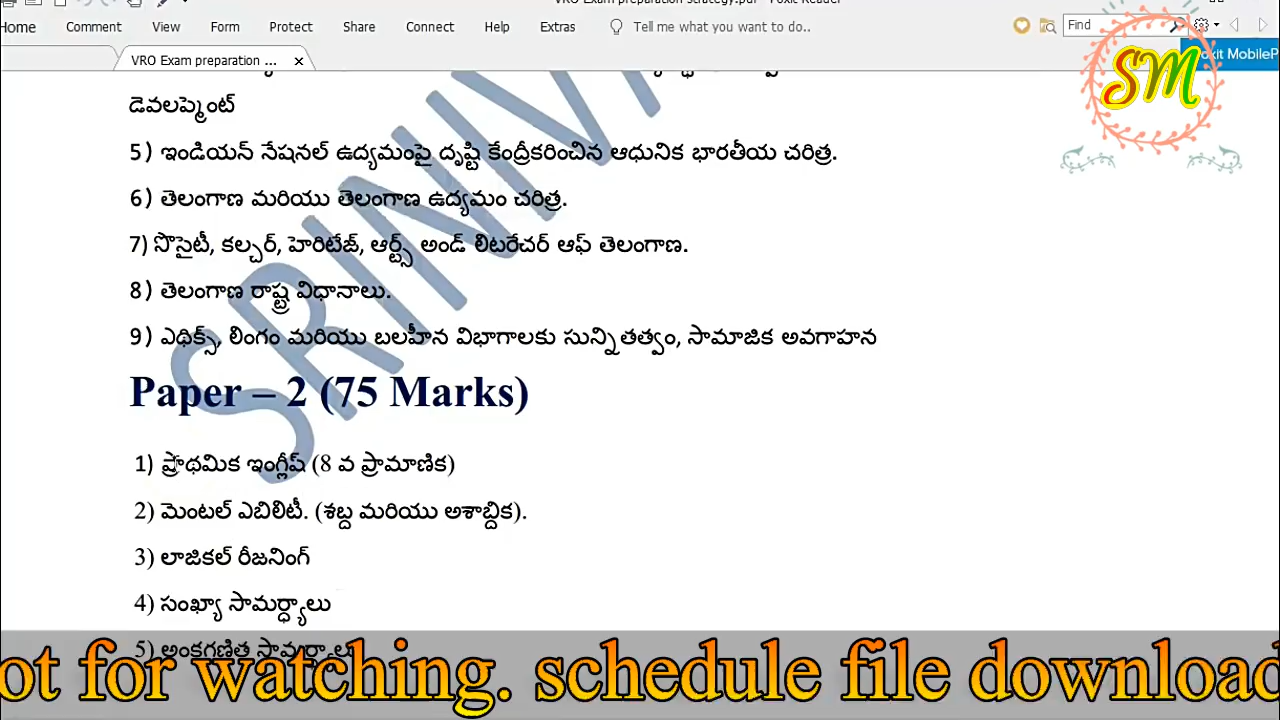 Home Comment View Form Protect Share Connect Help Extras Tell me what you want to do.. Find
VRO Exam preparation ... ×
SM
డెవలప్మెంట్
5) ఇండియన్ నేషనల్ ఉద్యమంపై దృష్టి కేంద్రీకరించిన ఆధునిక భారతీయ చరిత్ర.
6) తెలంగాణ మరియు తెలంగాణ ఉద్యమం చరిత్ర.
7) సొసైటీ, కల్చర్, హెరిటేజ్, ఆర్ట్స్ అండ్ లిటరేచర్ ఆఫ్ తెలంగాణ.
8) తెలంగాణ రాష్ట్ర విధానాలు.
9) ఎథిక్స్, లింగం మరియు బలహీన విభాగాలకు సున్నితత్వం, సామాజిక అవగాహన
Paper – 2 (75 Marks)
1) ప్రాథమిక ఇంగ్లీష్ (8 వ ప్రామాణిక)
2) మెంటల్ ఎబిలిటీ. (శబ్ద మరియు అశాబ్దిక).
3) లాజికల్ రీజనింగ్
4) సంఖ్యా సామర్ధ్యాలు
5) అంకగణిత
for watching. schedule file download